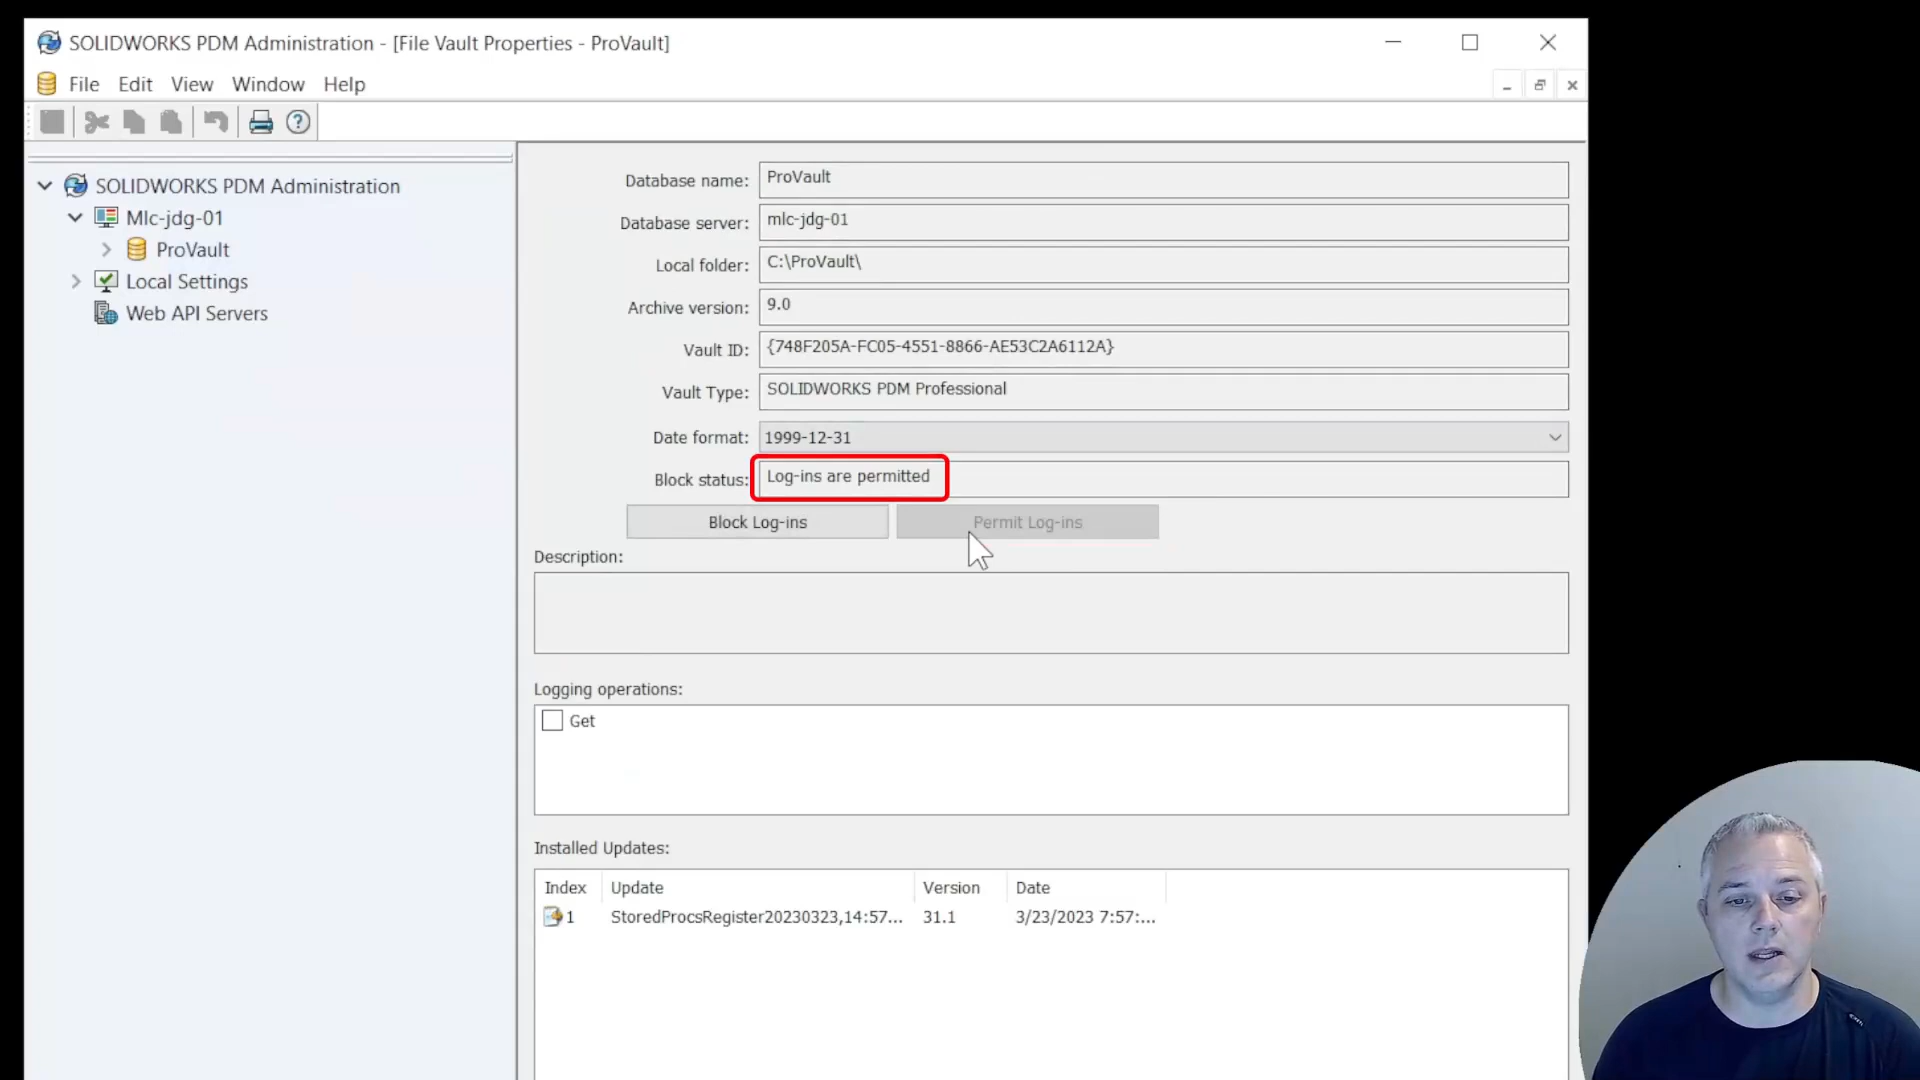 SOLIDWORKS PDM Administration - [File Vault Properties - ProVault]
File Edit View Window Help
SOLIDWORKS PDM Administration
Mlc-jdg-01
ProVault
Local Settings
Web API Servers
Database name: ProVault
Database server: mlc-jdg-01
Local folder: C:\ProVault\
Archive version: 9.0
Vault ID: {748F205A-FC05-4551-8866-AE53C2A6112A}
Vault Type: SOLIDWORKS PDM Professional
Date format: 1999-12-31
Block status: Log-ins are permitted
Block Log-ins Permit Log-ins
Description:
Logging operations:
Get
Installed Updates:
Index Update Version Date
1 StoredProcsRegister20230323,14:57... 31.1 3/23/2023 7:57:...